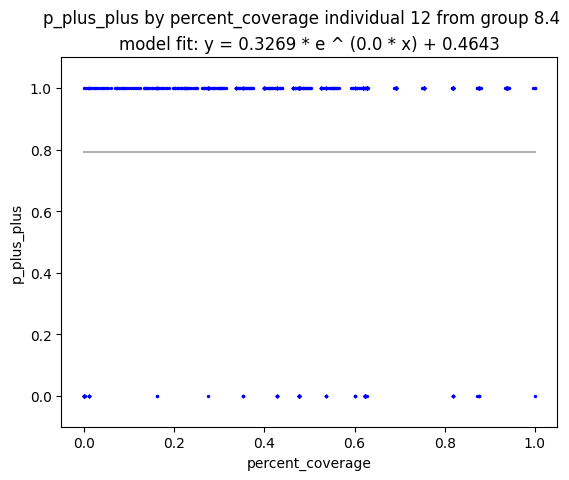 p_plus_plus by percent_coverage individual 12 from group 8.4
model fit: y = 0.3269 * e ^ (0.0 * x) + 0.4643
1.0
0.8
0.6
0.4
0.2
0.0
p_plus_plus
0.0 0.2 0.4 0.6 0.8 1.0
percent_coverage